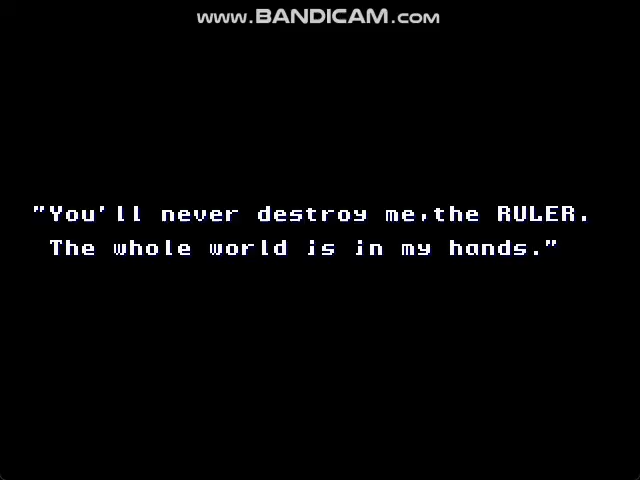 www.BANDICAM.com
"You'll never destroy me,the RULER.
The whole world is in my hands."